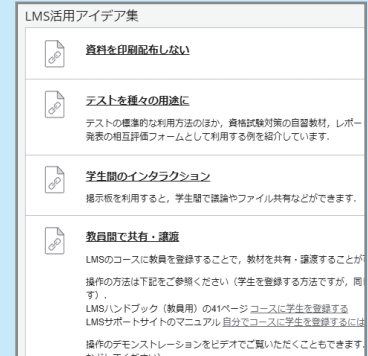 LMS活用アイデア集
資料を印刷配布しない
テストを種々の用途に
テストの標準的な利用方法のほか，資格試験対策の自習教材，レポー
発表の相互評価フォームとして利用する例を紹介しています．
学生間のインタラクション
掲示板を利用すると，学生間で議論やファイル共有などができます．
教員間で共有・譲渡
LMSのコースに教員を登録することで，教材を共有・譲渡することが
操作の方法は下記をご参照ください（学生を登録する方法ですが，同
す）．
LMSハンドブック（教員用）の41ページ コースに学生を登録する
LMSサポートサイトのマニュアル 自分でコースに学生を登録するには
操作のデモンストレーションをビデオでご覧いただくこともできます．